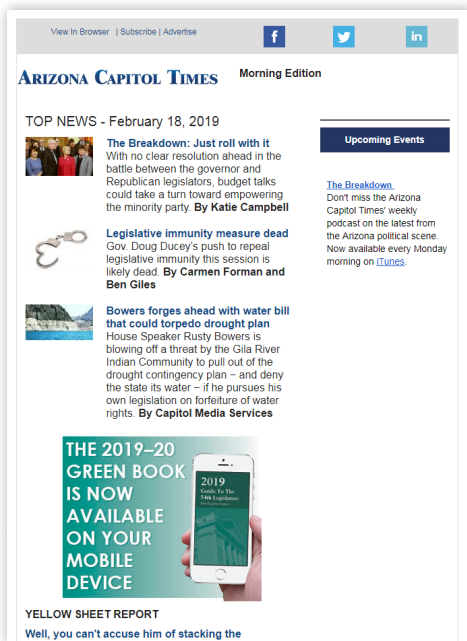 View In Browser | Subscribe | Advertise
f
in
ARIZONA CAPITOL TIMES Morning Edition
TOP NEWS - February 18, 2019
The Breakdown: Just roll with it
With no clear resolution ahead in the
battle between the governor and
Republican legislators, budget talks
could take a turn toward empowering
the minority party. By Katie Campbell
Legislative immunity measure dead
Gov. Doug Ducey's push to repeal
legislative immunity this session is
likely dead. By Carmen Forman and
Ben Giles
Bowers forges ahead with water bill
that could torpedo drought plan
House Speaker Rusty Bowers is
blowing off a threat by the Gila River
Indian Community to pull out of the
drought contingency plan – and deny
the state its water – if he pursues his
own legislation on forfeiture of water
rights. By Capitol Media Services
Upcoming Events
The Breakdown
Don't miss the Arizona
Capitol Times' weekly
podcast on the latest from
the Arizona political scene.
Now available every Monday
morning on iTunes.
THE 2019–20
GREEN BOOK
IS NOW
AVAILABLE
ON YOUR
MOBILE
DEVICE
2019
Guide To The
54th Legislature
YELLOW SHEET REPORT
Well, you can't accuse him of stacking the